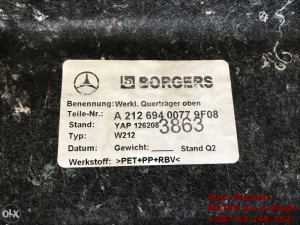 BORGERS
Benennung: Werkl. Querträger oben
Teile-Nr.: A 212 694 0077 9F08
Stand: YAP 126208 3863
Typ: W212
Datum: Gewicht: Stand Q2
Werkstoff: >PET+PP+RBV<
olx